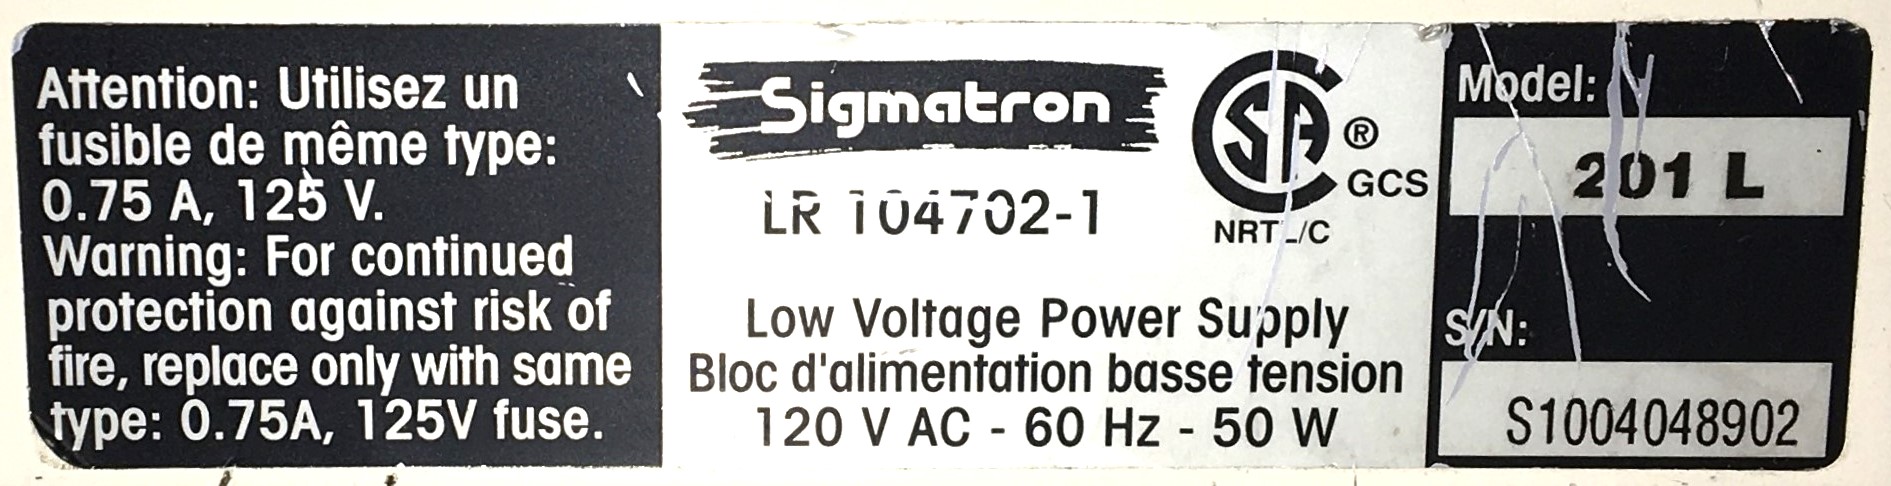 Attention: Utilisez un
fusible de même type:
0.75 A, 125 V.
Warning: For continued
protection against risk of
fire, replace only with same
type: 0.75A, 125V fuse.
Sigmatron
LR 104702-1
CSA ®
GCS
NRTL/C
Low Voltage Power Supply
Bloc d'alimentation basse tension
120 V AC - 60 Hz - 50 W
Model:
201 L
S/N:
S1004048902